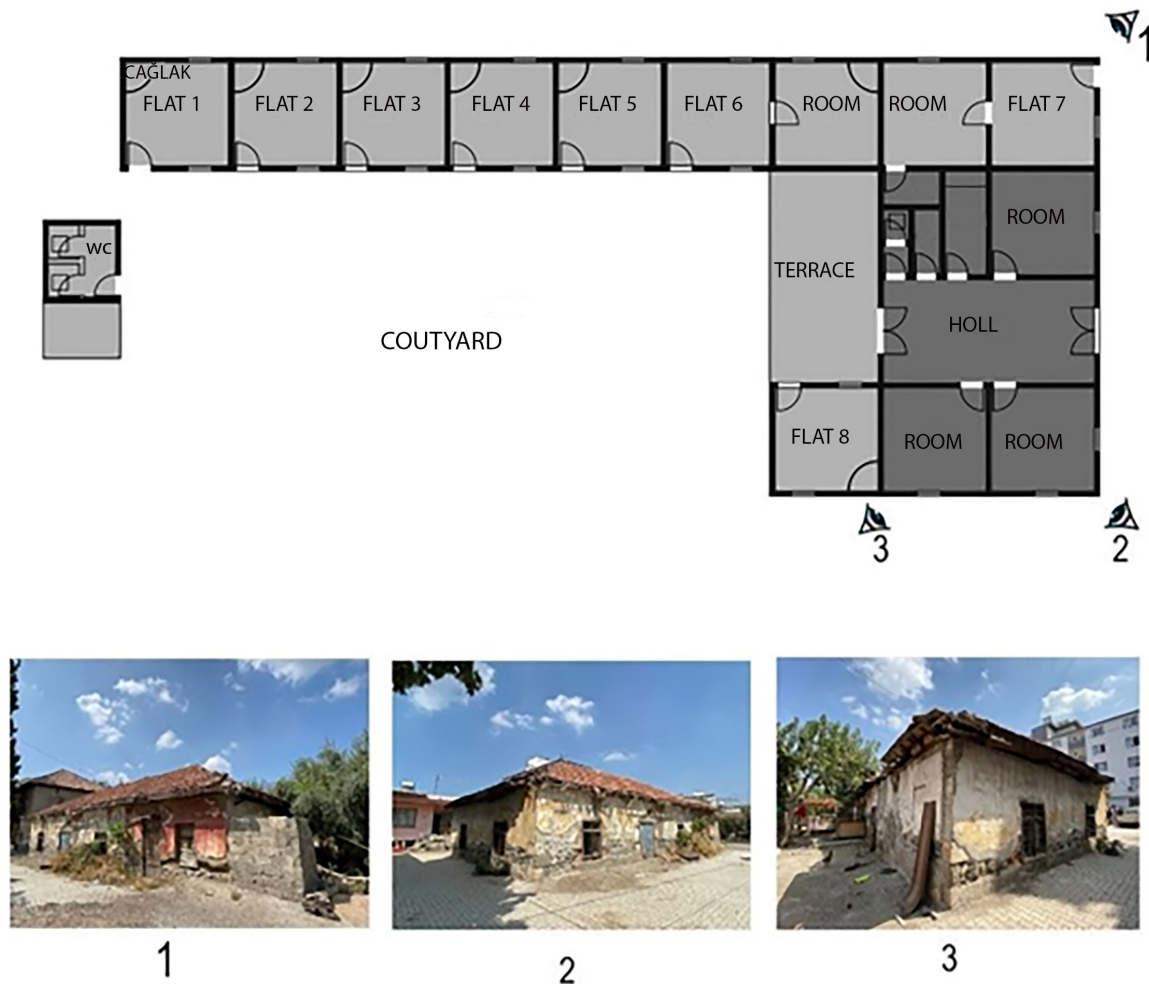 1
CAĞLAK
FLAT 1
FLAT 2
FLAT 3
FLAT 4
FLAT 5
FLAT 6
ROOM
ROOM
FLAT 7
WC
ROOM
TERRACE
HOLL
COUTYARD
FLAT 8
ROOM
ROOM
3
2
1
2
3